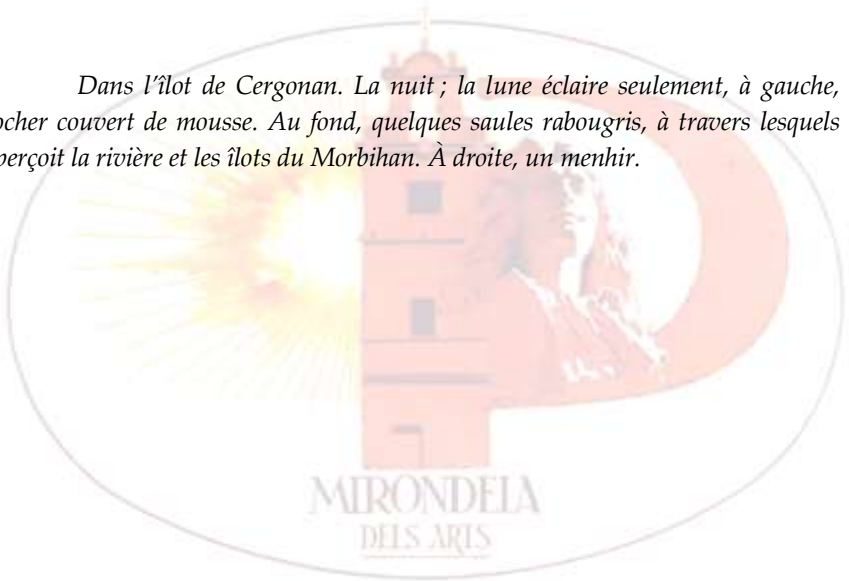 Dans l'îlot de Cergonan. La nuit ; la lune éclaire seulement, à gauche,
ocher couvert de mousse. Au fond, quelques saules rabougris, à travers lesquels
perçoit la rivière et les îlots du Morbihan. À droite, un menhir.
MIRONDELA
DELS ARTS